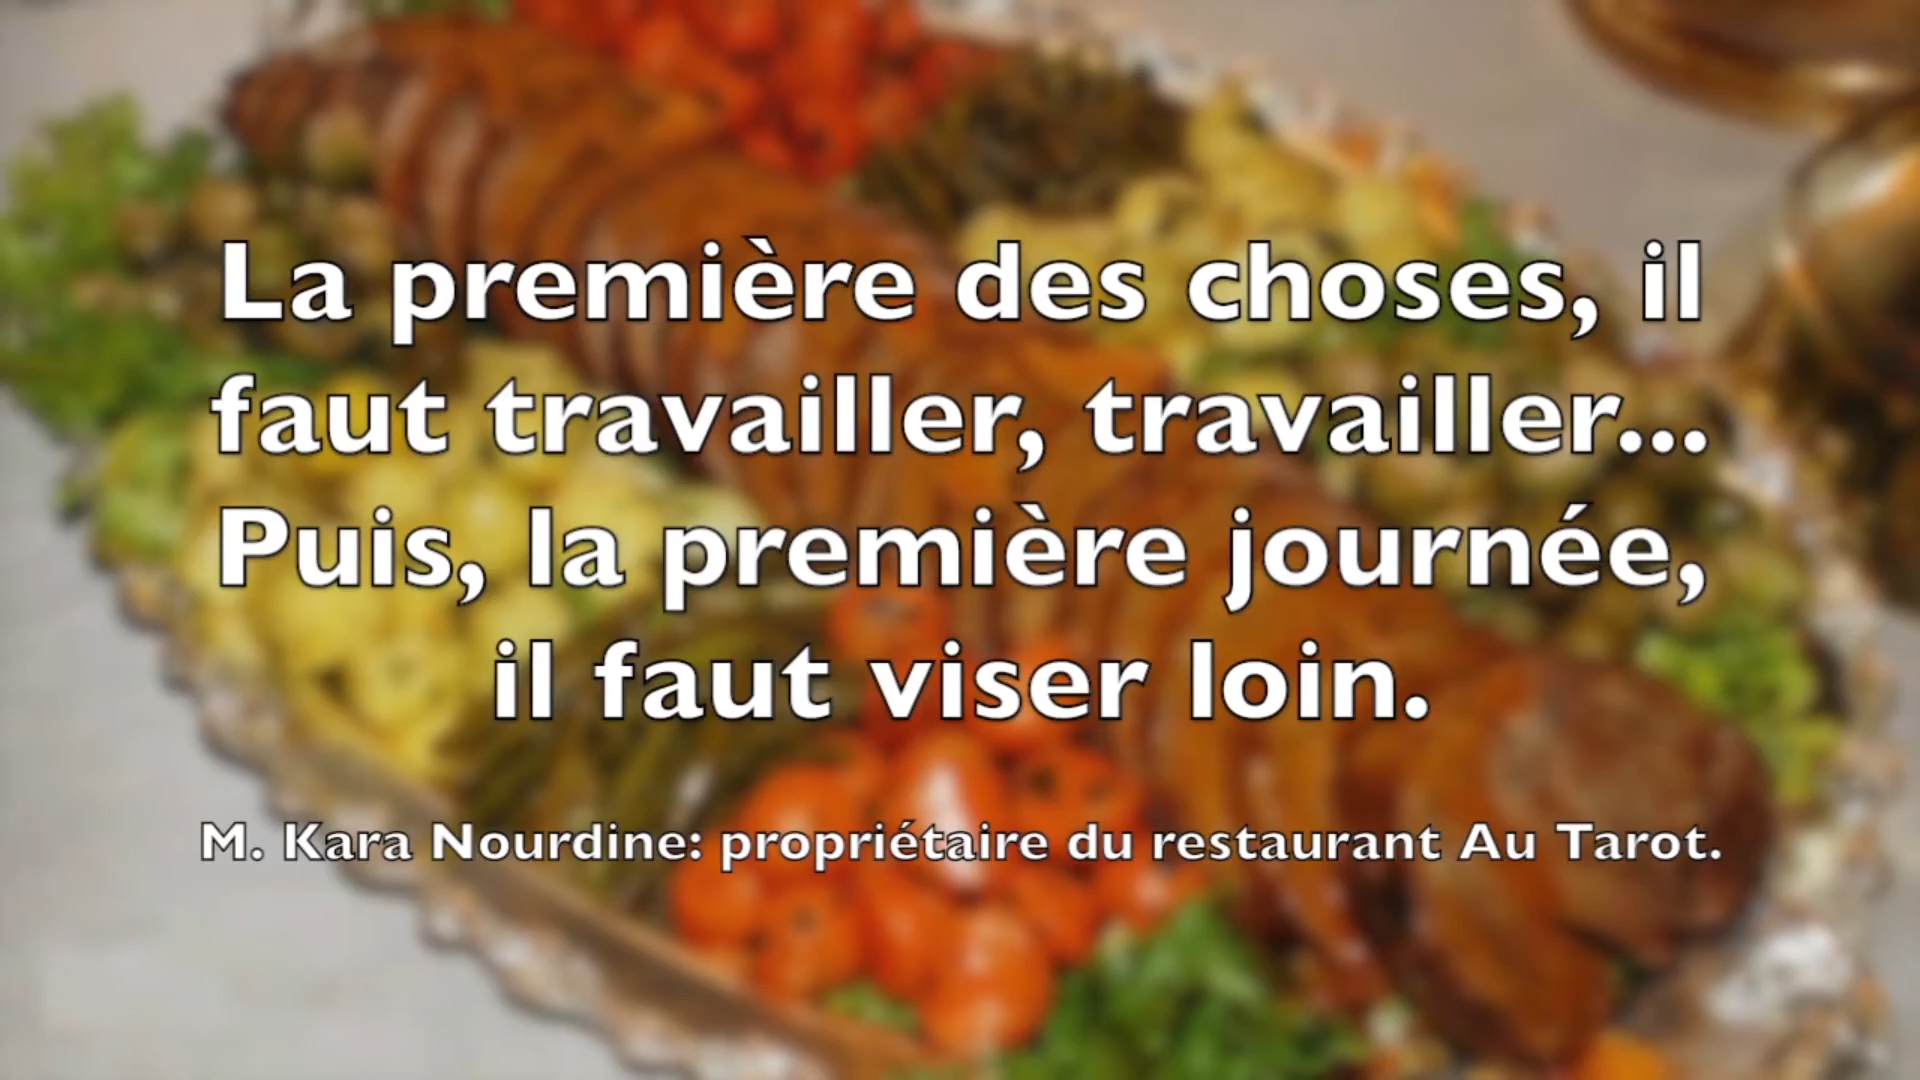 La première des choses, il
faut travailler, travailler...
Puis, la première journée,
il faut viser loin.
M. Kara Nourdine: propriétaire du restaurant Au Tarot.